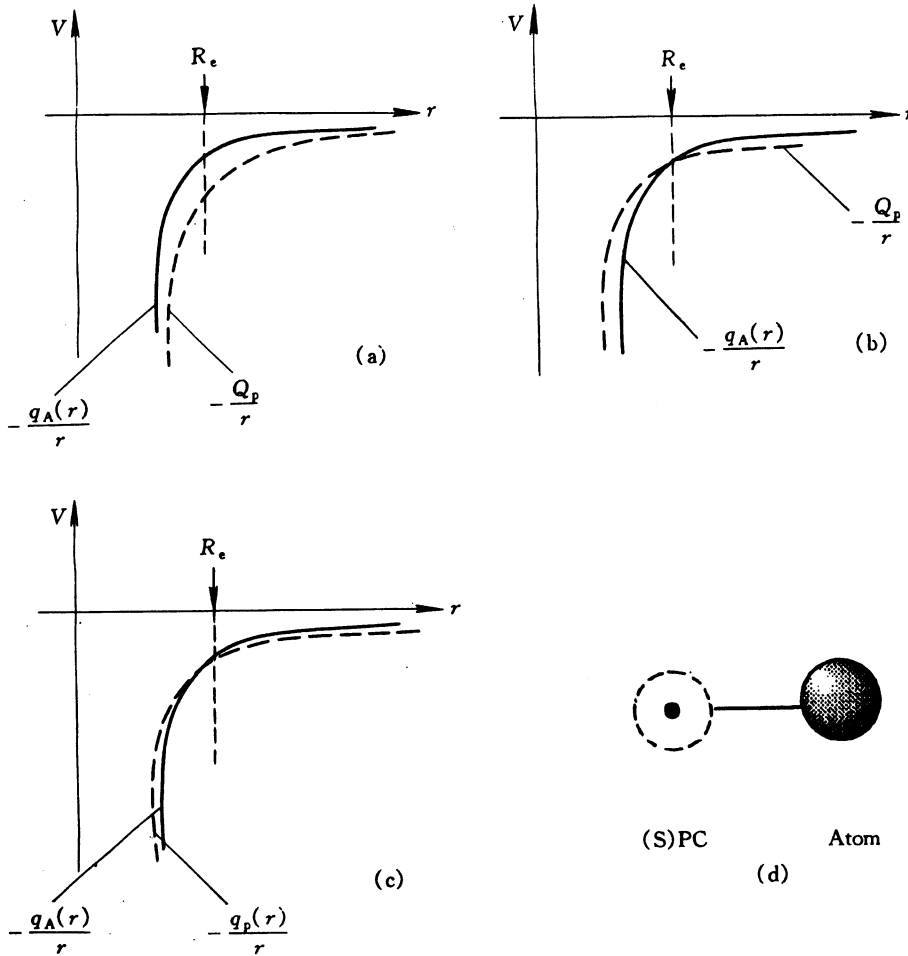 V
R_e
r
(a)
-q_A(r)/r
-Q_p/r
V
R_e
r
-Q_p/r
-q_A(r)/r
(b)
V
R_e
r
(c)
-q_A(r)/r
-q_p(r)/r
(S)PC Atom
(d)